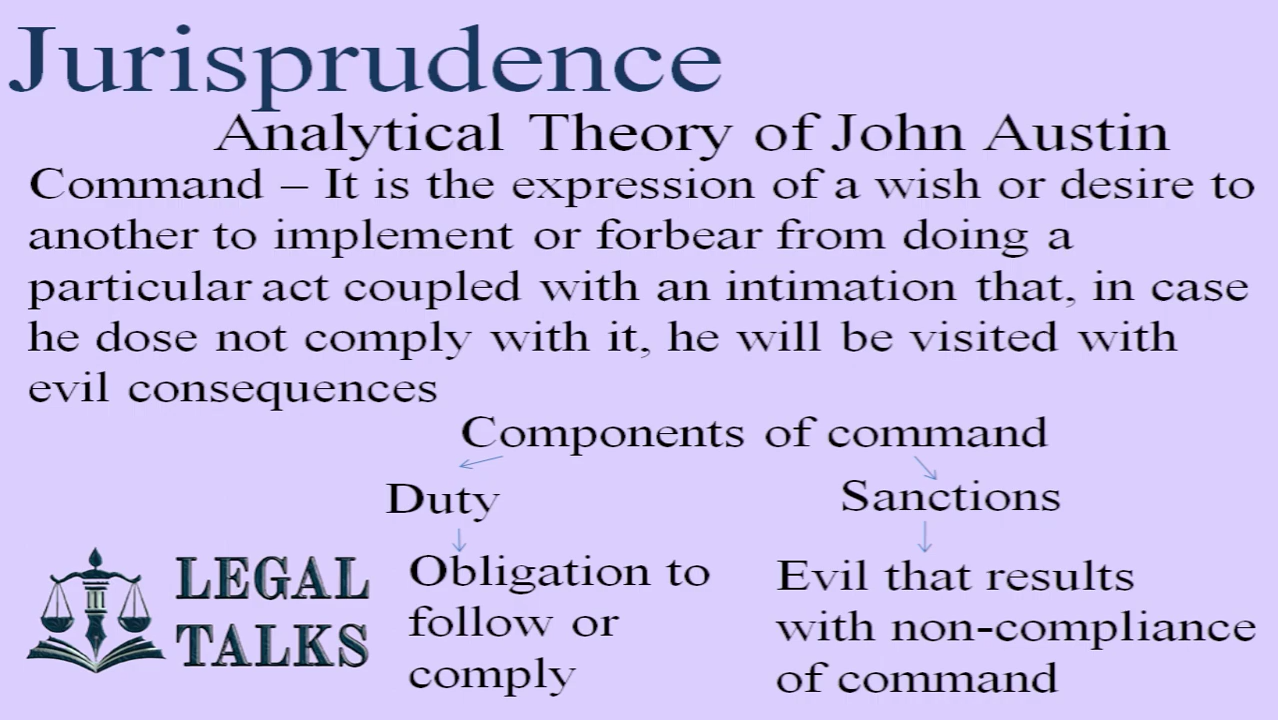 Jurisprudence
Analytical Theory of John Austin
Command – It is the expression of a wish or desire to
another to implement or forbear from doing a
particular act coupled with an intimation that, in case
he dose not comply with it, he will be visited with
evil consequences
Components of command
Duty
Sanctions
Obligation to
follow or
comply
Evil that results
with non-compliance
of command
LEGAL
TALKS